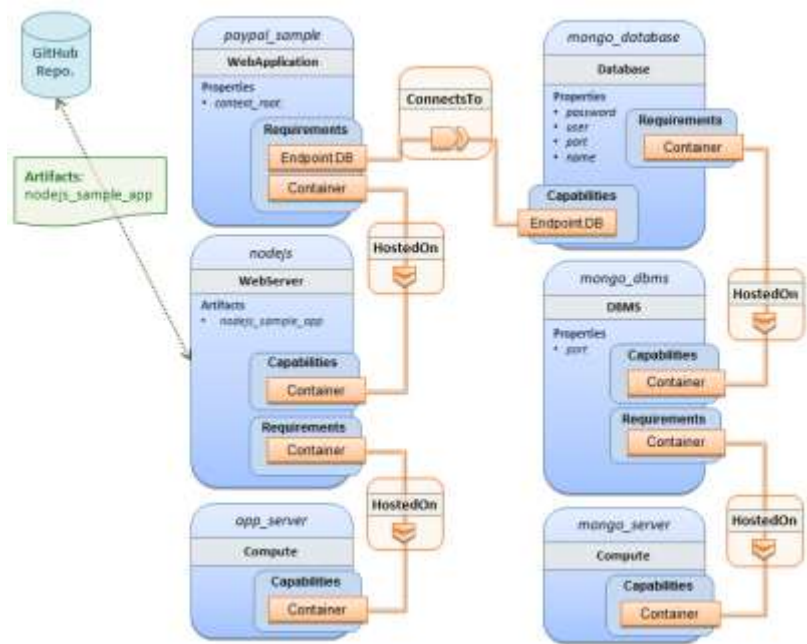 GitHub
Repo.
Artifacts:
nodejs_sample_app
paypal_sample
WebApplication
Properties
• context_root:
Requirements
Endpoint.DB
Container
ConnectsTo
mongo_database
Database
Properties
• password
• user
• port
• name
Requirements
Container
Capabilities
Endpoint.DB
HostedOn
nodejs
WebServer
Artifacts
• nodejs_sample_app
Capabilities
Container
Requirements
Container
mongo_dbms
DBMS
Properties
• port
Capabilities
Container
Requirements
Container
HostedOn
HostedOn
app_server
Compute
Capabilities
Container
mongo_server
Compute
Capabilities
Container
HostedOn